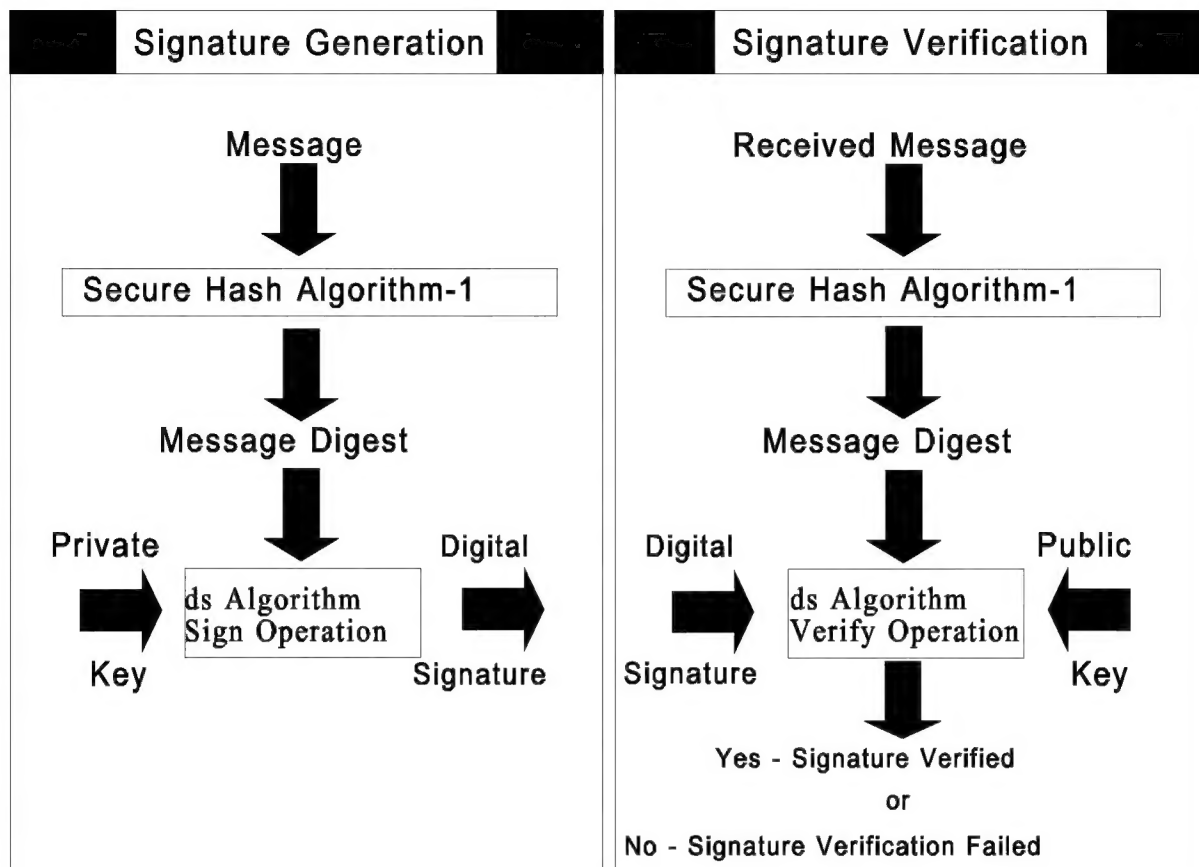 Signature Generation
Message
Secure Hash Algorithm-1
Message Digest
Private
Key
ds Algorithm
Sign Operation
Digital
Signature
Signature Verification
Received Message
Secure Hash Algorithm-1
Message Digest
Digital
Signature
ds Algorithm
Verify Operation
Public
Key
Yes - Signature Verified
or
No - Signature Verification Failed